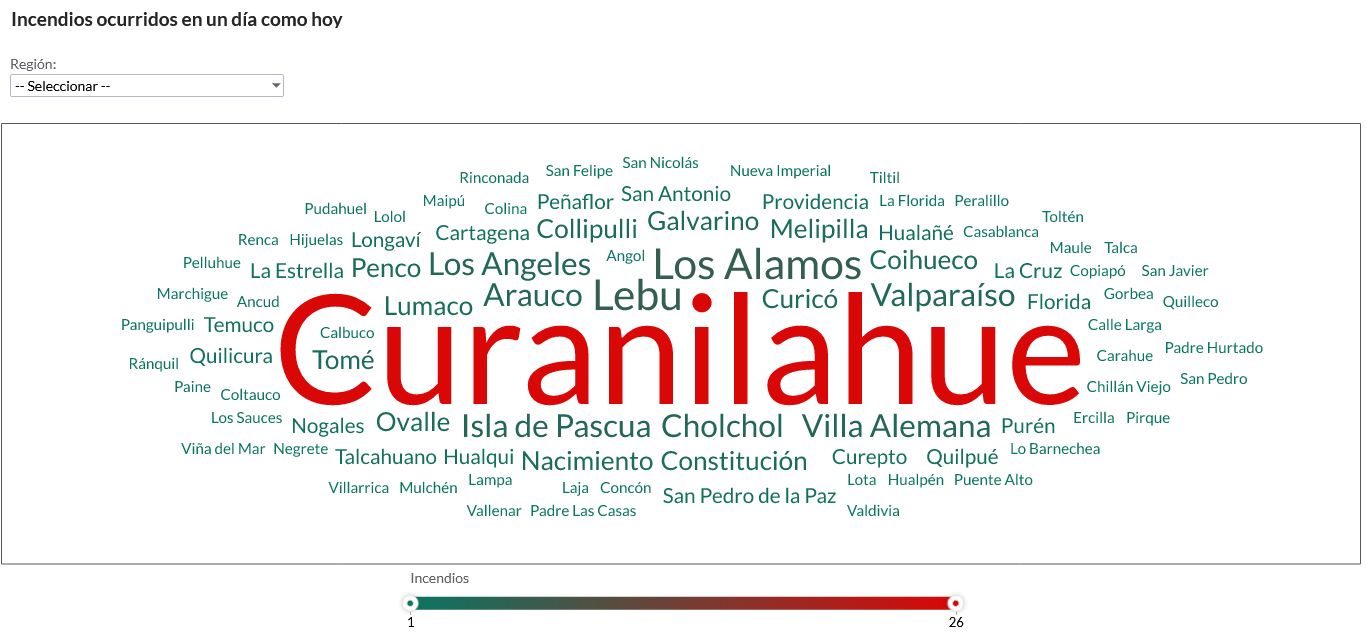 Incendios ocurridos en un día como hoy
Región:
-- Seleccionar --
San Nicolás
Rinconada San Felipe Nueva Imperial Tiltil
Maipú Colina Peñaflor San Antonio Providencia La Florida Peralillo
Pudahuel Lolol Toltén
Renca Hijuelas Longaví Cartagena Collipulli Galvarino Melipilla Hualañé Casablanca
Maule Talca
Pelluhue La Estrella Penco Los Angeles Angol Los Alamos Coihueco La Cruz Copiapó San Javier
Marchigue Ancud Lumaco Arauco Lebu Curicó Valparaíso Florida Gorbea Quilleco
Panguipulli Temuco Calbuco Calle Larga
Curanilahue
Ránquil Quilicura Tomé Carahue Padre Hurtado
Paine Coltauco Chillán Viejo San Pedro
Los Sauces Nogales Ovalle Isla de Pascua Cholchol Villa Alemana Purén Ercilla Pirque
Viña del Mar Negrete Talcahuano Hualqui Nacimiento Constitución Curepto Quilpué Lo Barnechea
Villarrica Mulchén Lampa Laja Concón San Pedro de la Paz Lota Hualpén Puente Alto
Vallenar Padre Las Casas Valdivia
Incendios
1 26